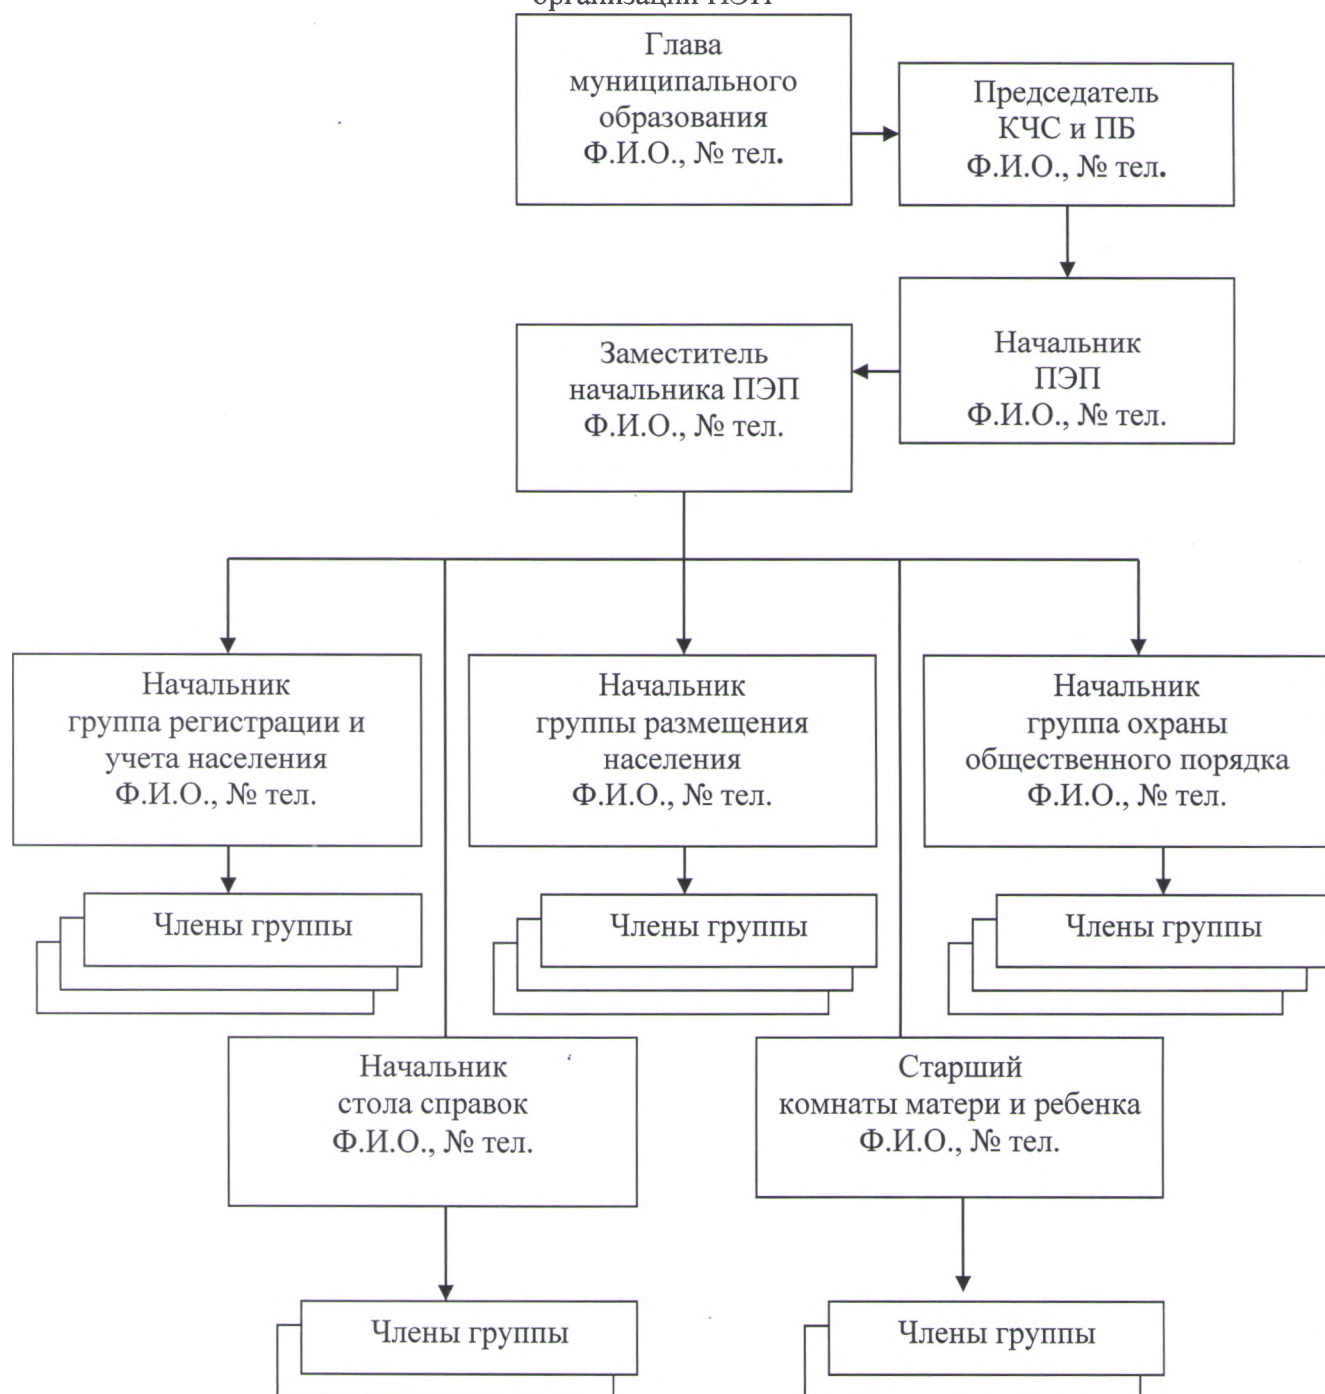 организации ПЭП
Глава
муниципального
образования
Ф.И.О., № тел.
Председатель
КЧС и ПБ
Ф.И.О., № тел.
Начальник
ПЭП
Ф.И.О., № тел.
Заместитель
начальника ПЭП
Ф.И.О., № тел.
Начальник
группа регистрации и
учета населения
Ф.И.О., № тел.
Начальник
группы размещения
населения
Ф.И.О., № тел.
Начальник
группа охраны
общественного порядка
Ф.И.О., № тел.
Члены группы
Члены группы
Члены группы
Начальник
стола справок
Ф.И.О., № тел.
Старший
комнаты матери и ребенка
Ф.И.О., № тел.
Члены группы
Члены группы